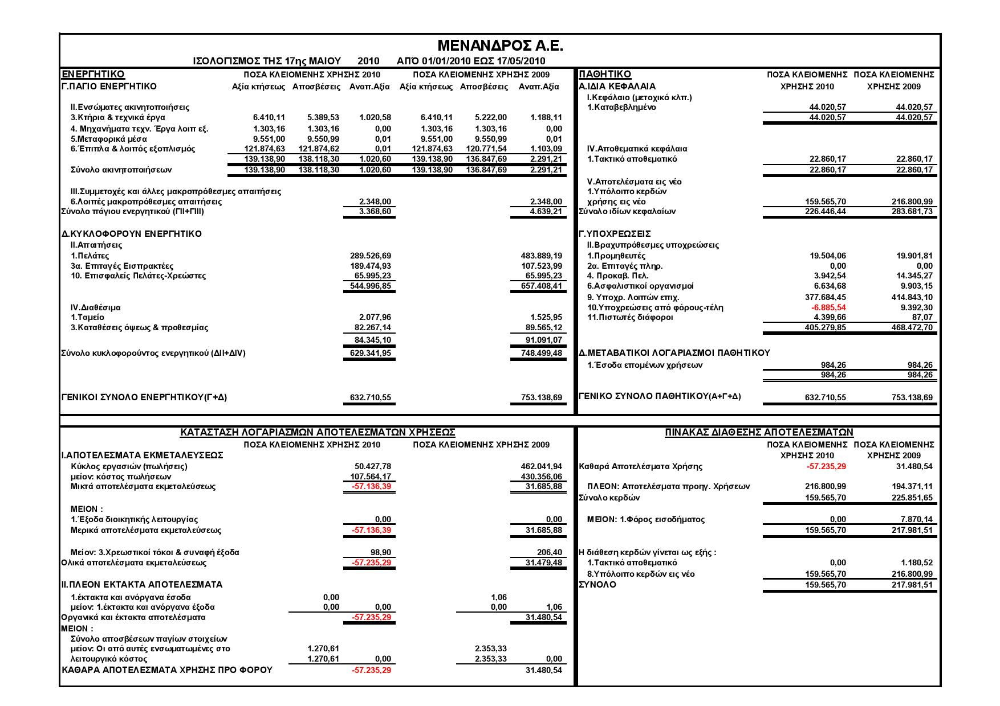 ΜΕΝΑΝΔΡΟΣ Α.Ε.
ΙΣΟΛΟΓΙΣΜΟΣ ΤΗΣ 17ης ΜΑΙΟΥ 2010 ΑΠΌ 01/01/2010 ΕΩΣ 17/05/2010
ΕΝΕΡΓΗΤΙΚΟ ΠΟΣΑ ΚΛΕΙΟΜΕΝΗΣ ΧΡΗΣΗΣ 2010 ΠΟΣΑ ΚΛΕΙΟΜΕΝΗΣ ΧΡΗΣΗΣ 2009
Γ.ΠΑΓΙΟ ΕΝΕΡΓΗΤΙΚΟ Αξία κτήσεως Αποσβέσεις Αναπ.Αξία Αξία κτήσεως Αποσβέσεις Αναπ.Αξία
ΙΙ.Ενσώματες ακινητοποιήσεις
3.Κτήρια & τεχνικά έργα 6.410,11 5.389,53 1.020,58 6.410,11 5.222,00 1.188,11
4. Μηχανήματα τεχν. Έργα λοιπ εξ. 1.303,16 1.303,16 0,00 1.303,16 1.303,16 0,00
5.Μεταφορικά μέσα 9.551,00 9.550,99 0,01 9.551,00 9.550,99 0,01
6.Έπιπλα & λοιπός εξοπλισμός 121.874,63 121.874,62 0,01 121.874,63 120.771,54 1.103,09
139.138,90 138.118,30 1.020,60 139.138,90 136.847,69 2.291,21
Σύνολο ακινητοποιήσεων 139.138,90 138.118,30 1.020,60 139.138,90 136.847,69 2.291,21
ΙΙΙ.Συμμετοχές και άλλες μακροπρόθεσμες απαιτήσεις
6.Λοιπές μακροπρόθεσμες απαιτήσεις 2.348,00 2.348,00
Σύνολο πάγιου ενεργητικού (ΓΙΙ+ΓΙΙΙ) 3.368,60 4.639,21
Δ.ΚΥΚΛΟΦΟΡΟΥΝ ΕΝΕΡΓΗΤΙΚΟ
ΙΙ.Απαιτήσεις
1.Πελάτες 289.526,69 483.889,19
3α. Επιταγές Εισπρακτέες 189.474,93 107.523,99
10. Επισφαλείς Πελάτες-Χρεώστες 65.995,23 65.995,23
544.996,85 657.408,41
ΙV.Διαθέσιμα
1.Ταμείο 2.077,96 1.525,95
3.Καταθέσεις όψεως & προθεσμίας 82.267,14 89.565,12
84.345,10 91.091,07
Σύνολο κυκλοφορούντος ενεργητικού (ΔΙΙ+ΔΙV) 629.341,95 748.499,48
ΓΕΝΙΚΟΙ ΣΥΝΟΛΟ ΕΝΕΡΓΗΤΙΚΟΥ(Γ+Δ) 632.710,55 753.138,69
ΠΑΘΗΤΙΚΟ ΠΟΣΑ ΚΛΕΙΟΜΕΝΗΣ ΠΟΣΑ ΚΛΕΙΟΜΕΝΗΣ
Α.ΙΔΙΑ ΚΕΦΑΛΑΙΑ ΧΡΗΣΗΣ 2010 ΧΡΗΣΗΣ 2009
Ι.Κεφάλαιο (μετοχικό κλπ.)
1.Καταβεβλημένο 44.020,57 44.020,57
44.020,57 44.020,57
ΙV.Αποθεματικά κεφάλαια
1.Τακτικό αποθεματικό 22.860,17 22.860,17
22.860,17 22.860,17
V.Αποτελέσματα εις νέο
1.Υπόλοιπο κερδών
χρήσης εις νέο 159.565,70 216.800,99
Σύνολο ιδίων κεφαλαίων 226.446,44 283.681,73
Γ.ΥΠΟΧΡΕΩΣΕΙΣ
ΙΙ.Βραχυπρόθεσμες υποχρεώσεις
1.Προμηθευτές 19.504,06 19.901,81
2α. Επιταγές πληρ. 0,00 0,00
4. Προκαβ. Πελ. 3.942,54 14.345,27
6.Ασφαλιστικοί οργανισμοί 6.634,68 9.903,15
9. Υποχρ. Λοιπών επιχ. 377.684,45 414.843,10
10.Υποχρεώσεις από φόρους-τέλη -6.885,54 9.392,30
11.Πιστωτές διάφοροι 4.399,66 87,07
405.279,85 468.472,70
Δ.ΜΕΤΑΒΑΤΙΚΟΙ ΛΟΓΑΡΙΑΣΜΟΙ ΠΑΘΗΤΙΚΟΥ
1.Έσοδα επομένων χρήσεων 984,26 984,26
984,26 984,26
ΓΕΝΙΚΟ ΣΥΝΟΛΟ ΠΑΘΗΤΙΚΟΥ(Α+Γ+Δ) 632.710,55 753.138,69
ΚΑΤΑΣΤΑΣΗ ΛΟΓΑΡΙΑΣΜΩΝ ΑΠΟΤΕΛΕΣΜΑΤΩΝ ΧΡΗΣΕΩΣ
ΠΟΣΑ ΚΛΕΙΟΜΕΝΗΣ ΧΡΗΣΗΣ 2010 ΠΟΣΑ ΚΛΕΙΟΜΕΝΗΣ ΧΡΗΣΗΣ 2009
Ι.ΑΠΟΤΕΛΕΣΜΑΤΑ ΕΚΜΕΤΑΛΕΥΣΕΩΣ
Κύκλος εργασιών (πωλήσεις) 50.427,78 462.041,94
μείον: κόστος πωλήσεων 107.564,17 430.356,06
Μικτά αποτελέσματα εκμεταλεύσεως -57.136,39 31.685,88
ΜΕΙΟΝ :
1.Έξοδα διοικητικής λειτουργίας 0,00 0,00
Μερικά αποτελέσματα εκμεταλεύσεως -57.136,39 31.685,88
Μείον: 3.Χρεωστικοί τόκοι & συναφή έξοδα 98,90 206,40
Ολικά αποτελέσματα εκμεταλεύσεως -57.235,29 31.479,48
ΙΙ.ΠΛΕΟΝ ΕΚΤΑΚΤΑ ΑΠΟΤΕΛΕΣΜΑΤΑ
1.έκτακτα και ανόργανα έσοδα 0,00 1,06
μείον: 1.έκτακτα και ανόργανα έξοδα 0,00 0,00 0,00 1,06
Οργανικά και έκτακτα αποτελέσματα -57.235,29 31.480,54
ΜΕΙΟΝ :
Σύνολο αποσβέσεων παγίων στοιχείων
μείον: Οι από αυτές ενσωματωμένες στο 1.270,61 2.353,33
λειτουργικό κόστος 1.270,61 0,00 2.353,33 0,00
ΚΑΘΑΡΑ ΑΠΟΤΕΛΕΣΜΑΤΑ ΧΡΗΣΗΣ ΠΡΟ ΦΟΡΟΥ -57.235,29 31.480,54
ΠΙΝΑΚΑΣ ΔΙΑΘΕΣΗΣ ΑΠΟΤΕΛΕΣΜΑΤΩΝ
ΠΟΣΑ ΚΛΕΙΟΜΕΝΗΣ ΠΟΣΑ ΚΛΕΙΟΜΕΝΗΣ
ΧΡΗΣΗΣ 2010 ΧΡΗΣΗΣ 2009
Καθαρά Αποτελέσματα Χρήσης -57.235,29 31.480,54
ΠΛΕΟΝ: Αποτελέσματα προηγ. Χρήσεων 216.800,99 194.371,11
Σύνολο κερδών 159.565,70 225.851,65
ΜΕΙΟΝ: 1.Φόρος εισοδήματος 0,00 7.870,14
159.565,70 217.981,51
Η διάθεση κερδών γίνεται ως εξής :
1.Τακτικό αποθεματικό 0,00 1.180,52
8.Υπόλοιπο κερδών εις νέο 159.565,70 216.800,99
ΣΥΝΟΛΟ 159.565,70 217.981,51